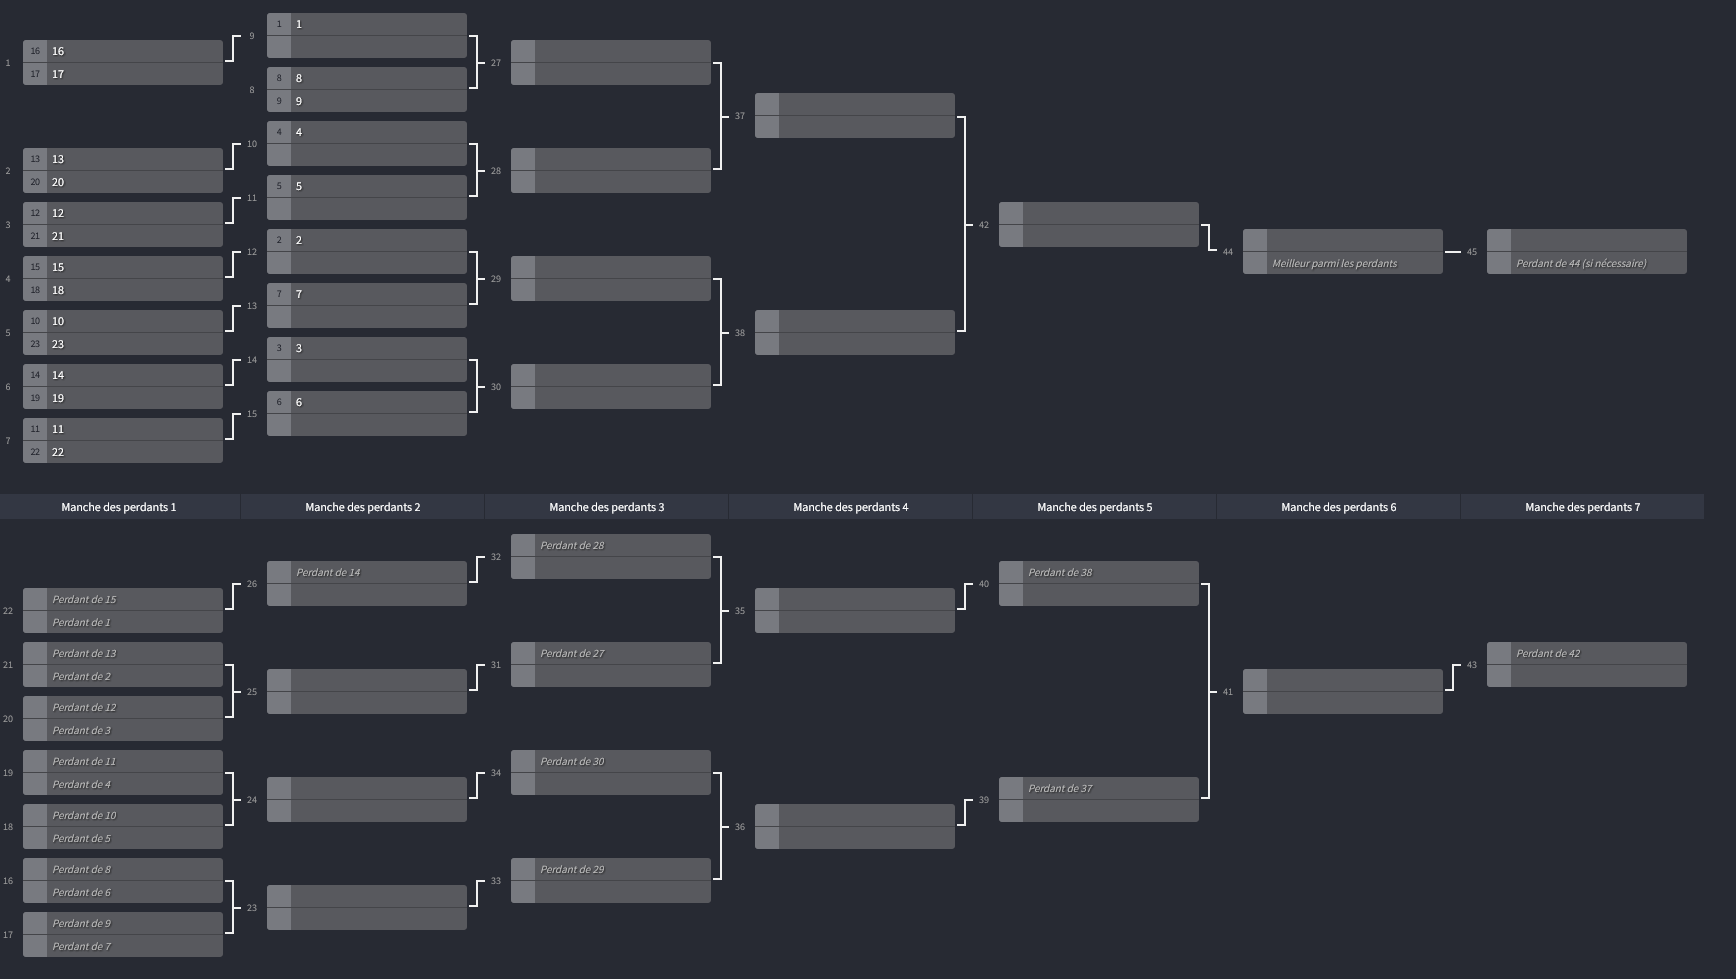 1 1
9
16 16
1
17 17
27
8 8
8
9 9
37
4 4
10
13 13
2
20 20
28
5 5
11
12 12
3
21 21
42
2 2
12
15 15
4
18 18
44
Meilleur parmi les perdants
45
Perdant de 44 (si nécessaire)
29
7 7
13
10 10
5
23 23
38
3 3
14
14 14
6
19 19
30
6 6
15
11 11
7
22 22
Manche des perdants 1 Manche des perdants 2 Manche des perdants 3 Manche des perdants 4 Manche des perdants 5 Manche des perdants 6 Manche des perdants 7
22
Perdant de 15
Perdant de 1
21
Perdant de 13
Perdant de 2
20
Perdant de 12
Perdant de 3
19
Perdant de 11
Perdant de 4
18
Perdant de 10
Perdant de 5
16
Perdant de 8
Perdant de 6
17
Perdant de 9
Perdant de 7
26
Perdant de 14
25
24
23
32
Perdant de 28
31
Perdant de 27
34
Perdant de 30
33
Perdant de 29
35
36
40
Perdant de 38
39
Perdant de 37
41
43
Perdant de 42